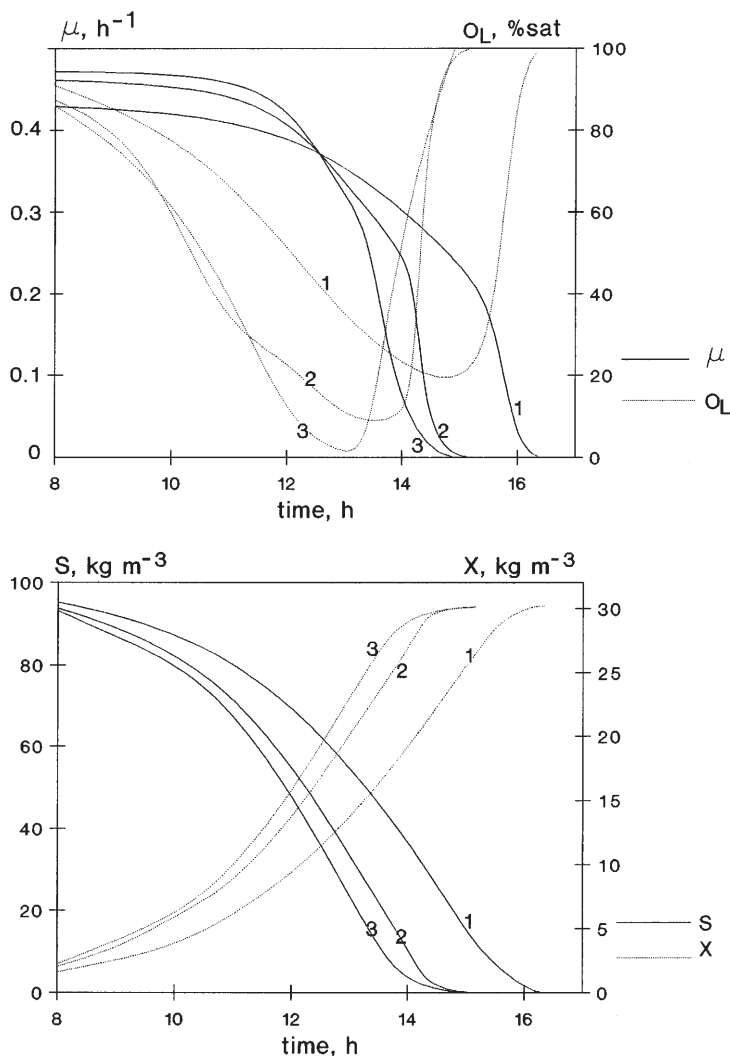 μ, h⁻¹ O_L, %sat
100
0.4 80
0.3 60
1
0.2 40
2
μ
0.1 20
1
O_L
3 3 2
0 0
8 10 12 14 16
time, h
S, kg m⁻³ X, kg m⁻³
100
30
3 1
80 2 25
60 20
15
40
10
20
3 2 1 5 S
X
0 0
8 10 12 14 16
time, h